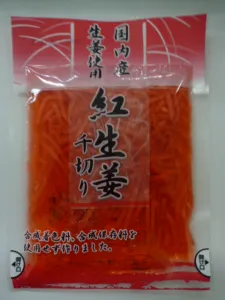 国内産
生姜使用
紅生姜
千切り
合成着色料、合成保存料を
使用せず作りました。